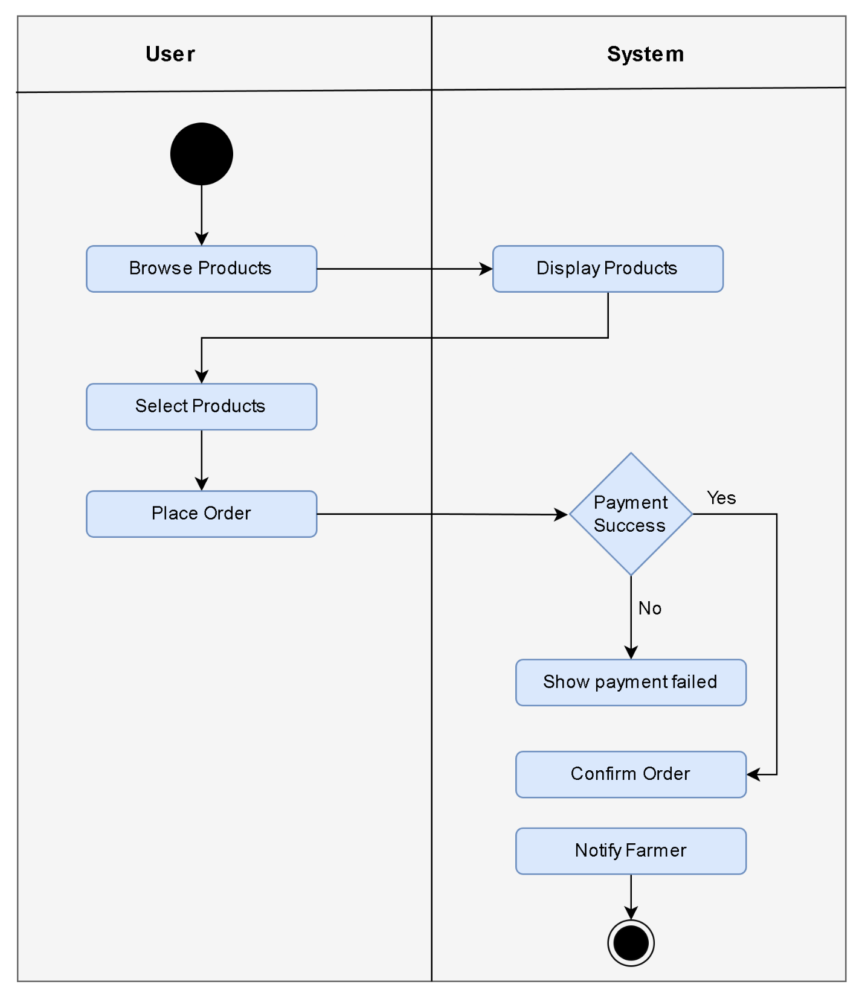 User
System
Browse Products
Display Products
Select Products
Place Order
Payment
Success
Yes
No
Show payment failed
Confirm Order
Notify Farmer